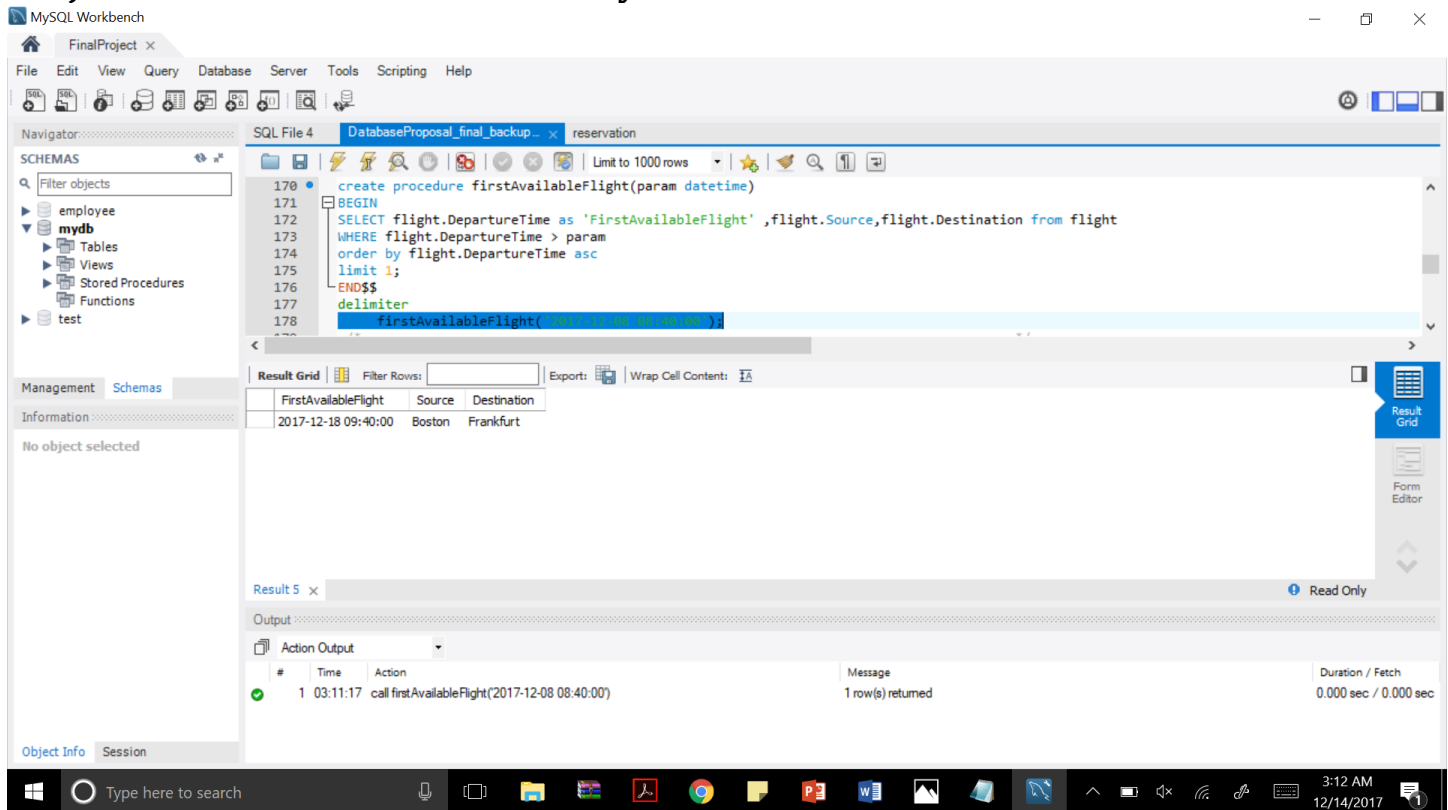 MySQL Workbench
FinalProject
File Edit View Query Database Server Tools Scripting Help
Navigator
SCHEMAS
Filter objects
employee
mydb
Tables
Views
Stored Procedures
Functions
test
Management Schemas
Information
No object selected
Object Info Session
SQL File 4 DatabaseProposal_final_backup... reservation
Limit to 1000 rows
170 create procedure firstAvailableFlight(param datetime)
171 BEGIN
172 SELECT flight.DepartureTime as 'FirstAvailableFlight' ,flight.Source,flight.Destination from flight
173 WHERE flight.DepartureTime > param
174 order by flight.DepartureTime asc
175 limit 1;
176 END$$
177 delimiter
178 firstAvailableFlight('2017-12-08 08:40:00');
Result Grid Filter Rows: Export: Wrap Cell Content:
FirstAvailableFlight Source Destination
2017-12-18 09:40:00 Boston Frankfurt
Result Grid
Form Editor
Result 5 Read Only
Output
Action Output
# Time Action Message Duration / Fetch
1 03:11:17 call firstAvailableFlight('2017-12-08 08:40:00') 1 row(s) returned 0.000 sec / 0.000 sec
Type here to search
3:12 AM
12/14/2017
1